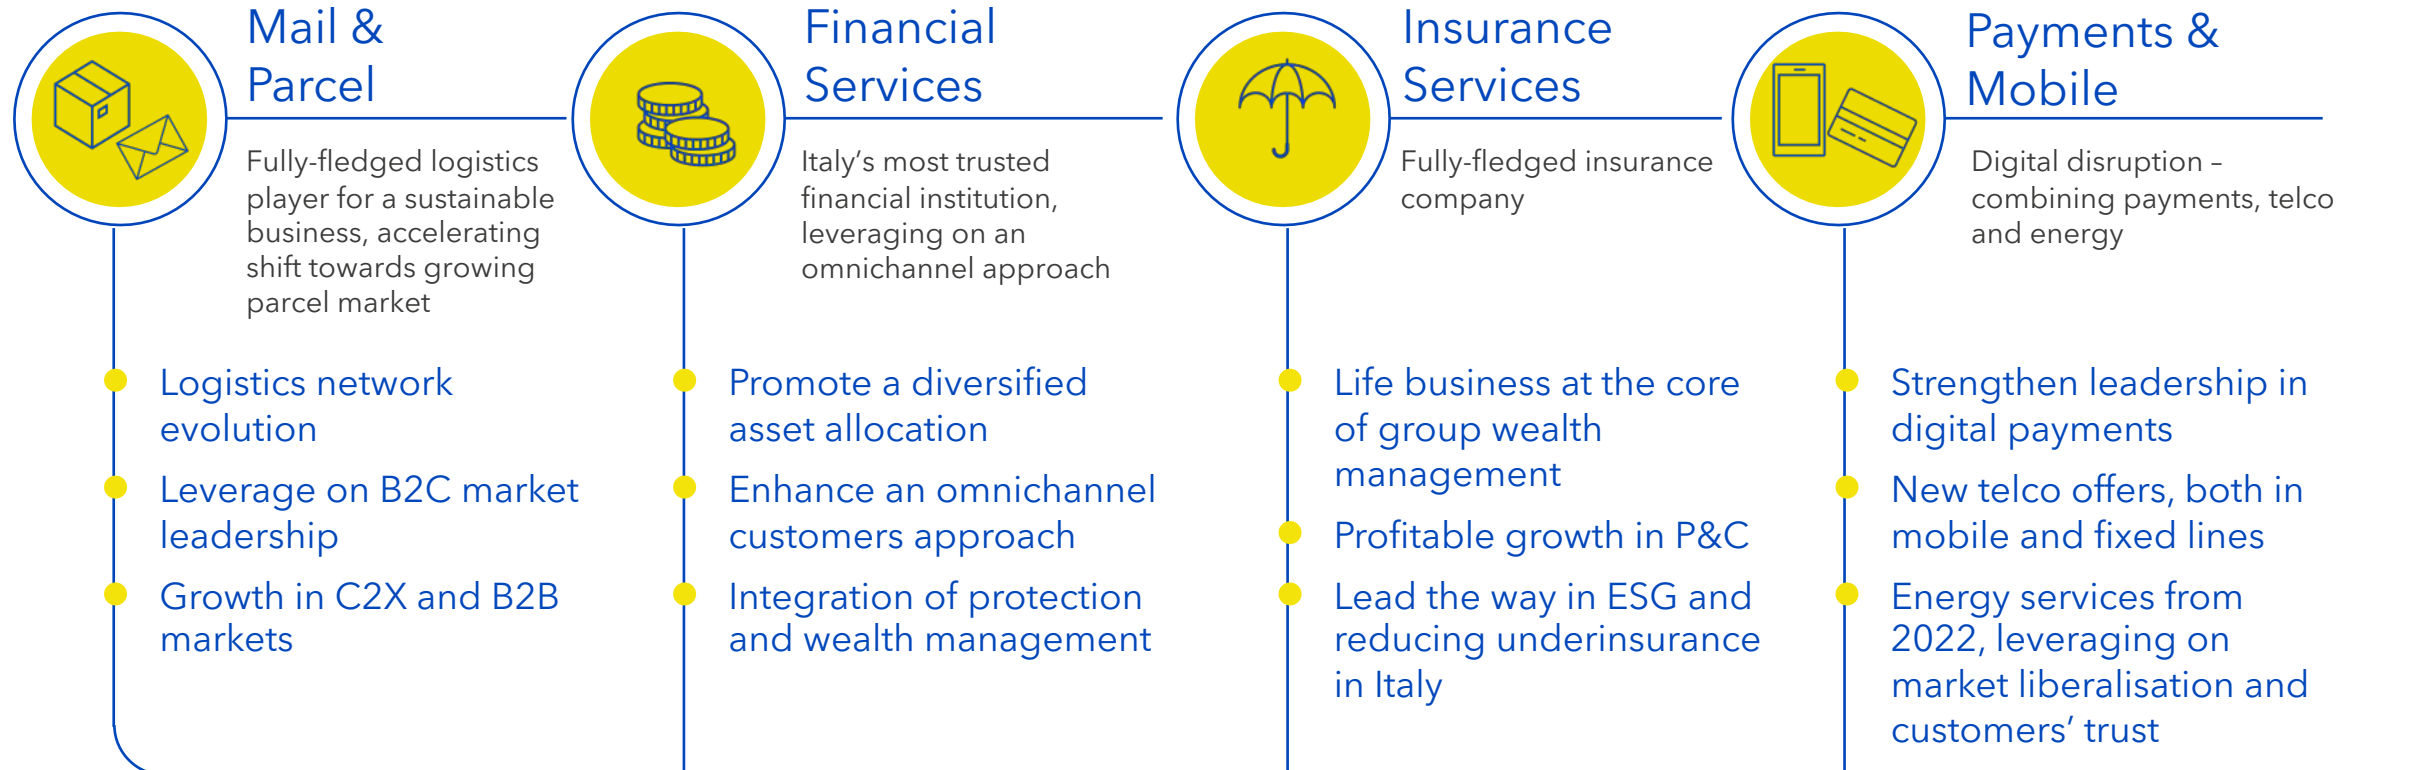 Mail &
Parcel
Fully-fledged logistics
player for a sustainable
business, accelerating
shift towards growing
parcel market
Logistics network
evolution
Leverage on B2C market
leadership
Growth in C2X and B2B
markets
Financial
Services
Italy’s most trusted
financial institution,
leveraging on an
omnichannel approach
Promote a diversified
asset allocation
Enhance an omnichannel
customers approach
Integration of protection
and wealth management
Insurance
Services
Fully-fledged insurance
company
Life business at the core
of group wealth
management
Profitable growth in P&C
Lead the way in ESG and
reducing underinsurance
in Italy
Payments &
Mobile
Digital disruption –
combining payments, telco
and energy
Strengthen leadership in
digital payments
New telco offers, both in
mobile and fixed lines
Energy services from
2022, leveraging on
market liberalisation and
customers’ trust